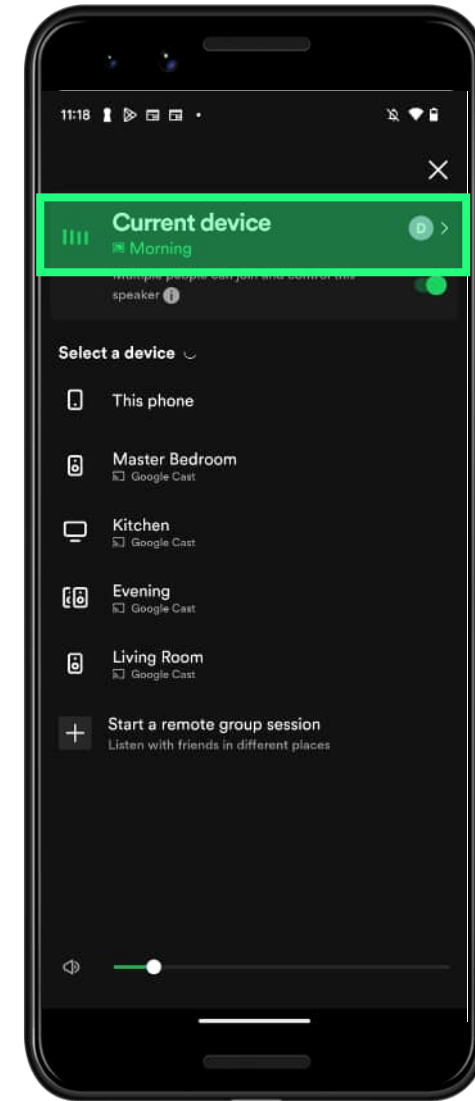 11:18
Current device
D
Morning
Multiple people can join and control this
speaker
Select a device
This phone
Master Bedroom
Google Cast
Kitchen
Google Cast
Evening
Google Cast
Living Room
Google Cast
Start a remote group session
Listen with friends in different places